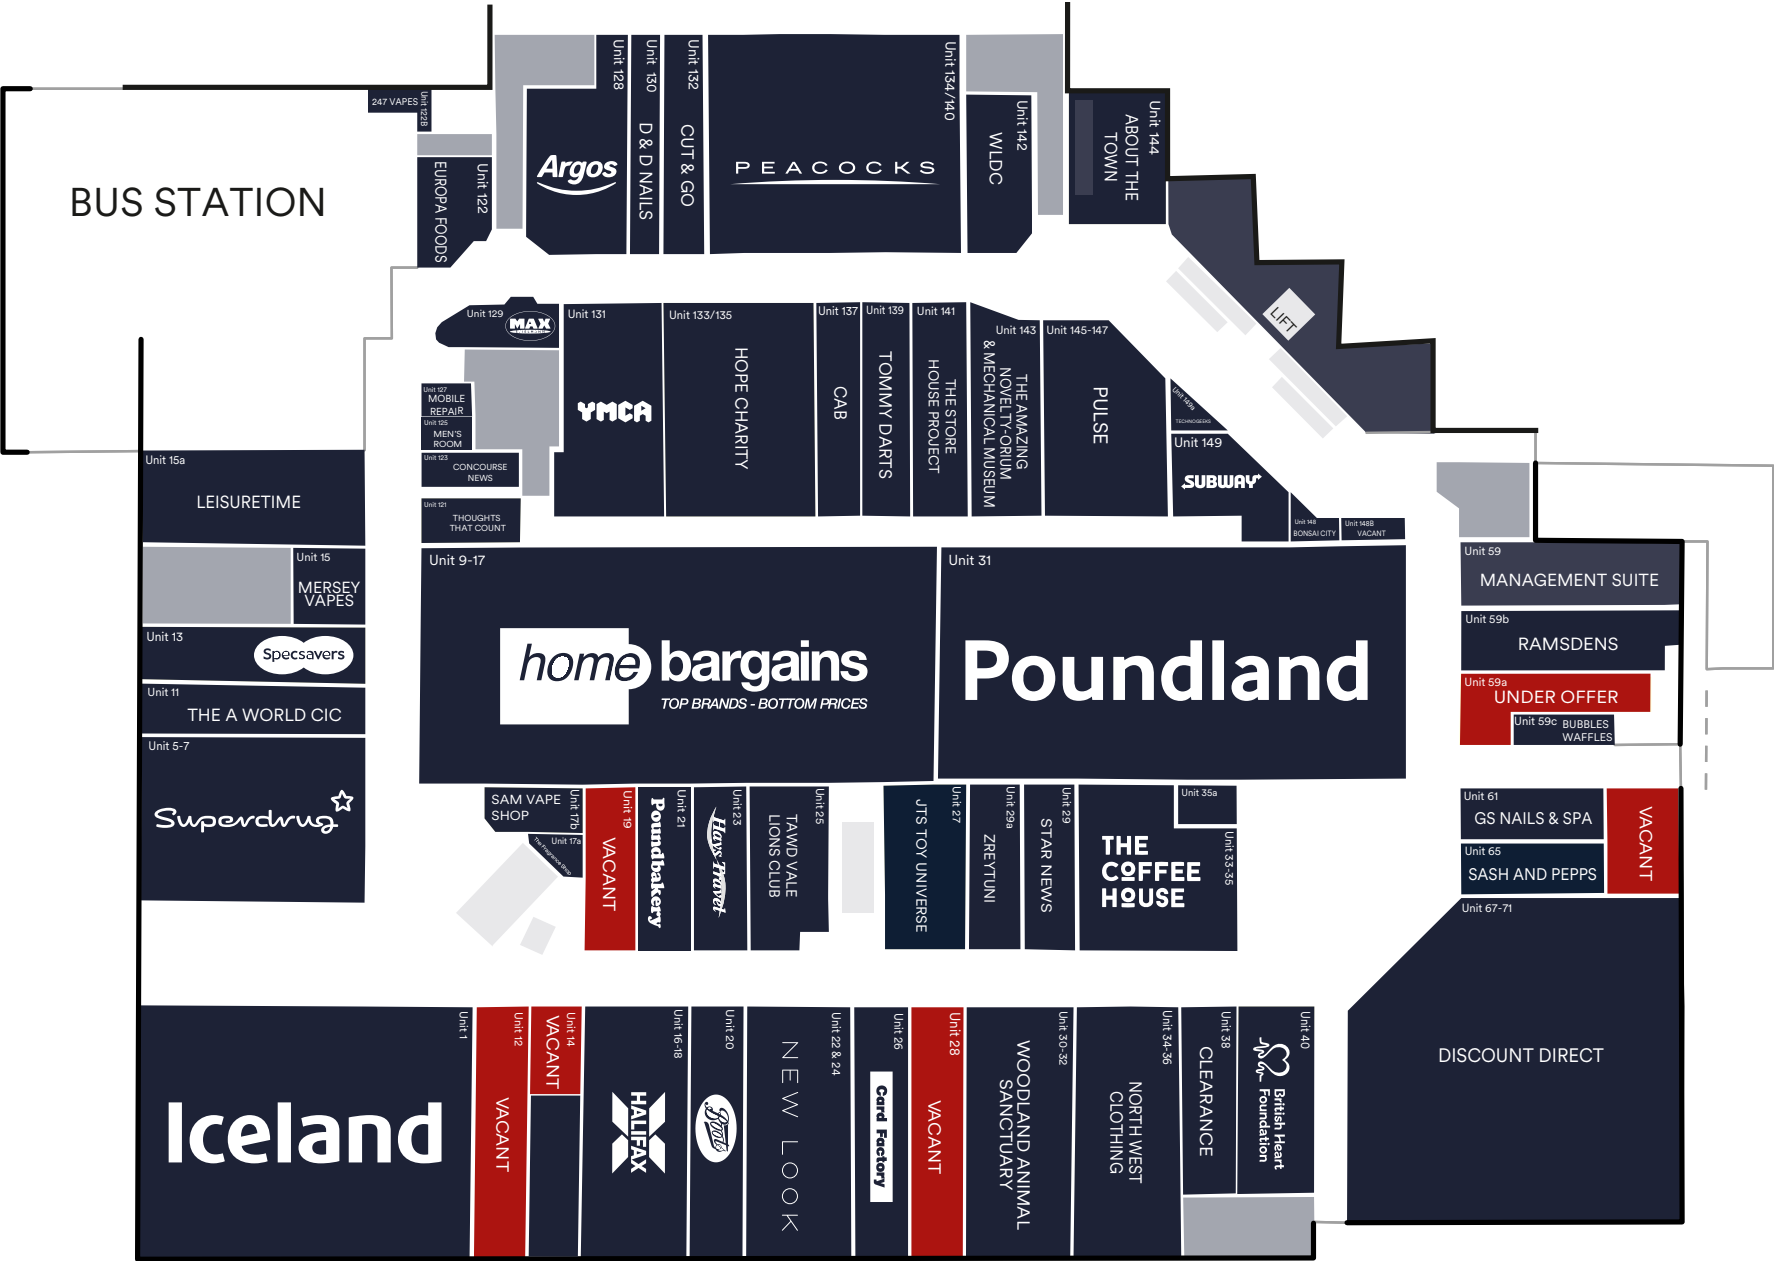 BUS STATION
247 VAPES
Unit 122B
Unit 122
EUROPA FOODS
Unit 128
Argos
Unit 130
D & D NAILS
Unit 132
CUT & GO
Unit 134/140
PEACOCKS
Unit 142
WLDC
Unit 144
ABOUT THE
TOWN
LIFT
Unit 129
MAX
Unit 131
YMCA
Unit 133/135
HOPE CHARITY
Unit 137
CAB
Unit 139
TOMMY DARTS
Unit 141
THE STORE
HOUSE PROJECT
Unit 143
THE AMAZING
NOVELTY-ORIUM
& MECHANICAL MUSEUM
Unit 145-147
PULSE
Unit 149a
TECHNOGEEKS
Unit 149
SUBWAY
Unit 148
BONSAI CITY
Unit 148B
VACANT
Unit 127
MOBILE
REPAIR
Unit 125
MEN'S
ROOM
Unit 123
CONCOURSE
NEWS
Unit 121
THOUGHTS
THAT COUNT
Unit 15a
LEISURETIME
Unit 15
MERSEY
VAPES
Unit 13
Specsavers
Unit 11
THE A WORLD CIC
Unit 5-7
Superdrug
Unit 9-17
home bargains
TOP BRANDS - BOTTOM PRICES
Unit 31
Poundland
Unit 59
MANAGEMENT SUITE
Unit 59b
RAMSDENS
Unit 59a
UNDER OFFER
Unit 59c
BUBBLES
WAFFLES
SAM VAPE
SHOP
Unit 17b
Unit 17a
The Fragrance Shop
Unit 19
VACANT
Unit 21
Poundbakery
Unit 23
Hays Travel
Unit 25
TAWD VALE
LIONS CLUB
Unit 27
JTS TOY UNIVERSE
Unit 29a
ZREYTUNI
Unit 29
STAR NEWS
Unit 35a
Unit 33-35
THE
COFFEE
HOUSE
Unit 61
GS NAILS & SPA
Unit 65
SASH AND PEPPS
VACANT
Unit 67-71
DISCOUNT DIRECT
Unit 1
Iceland
Unit 12
VACANT
Unit 14
VACANT
Unit 16-18
HALIFAX
Unit 20
Boots
Unit 22 & 24
NEW LOOK
Unit 26
Card Factory
Unit 28
VACANT
Unit 30-32
WOODLAND ANIMAL
SANCTUARY
Unit 34-36
NORTH WEST
CLOTHING
Unit 38
CLEARANCE
Unit 40
British Heart
Foundation